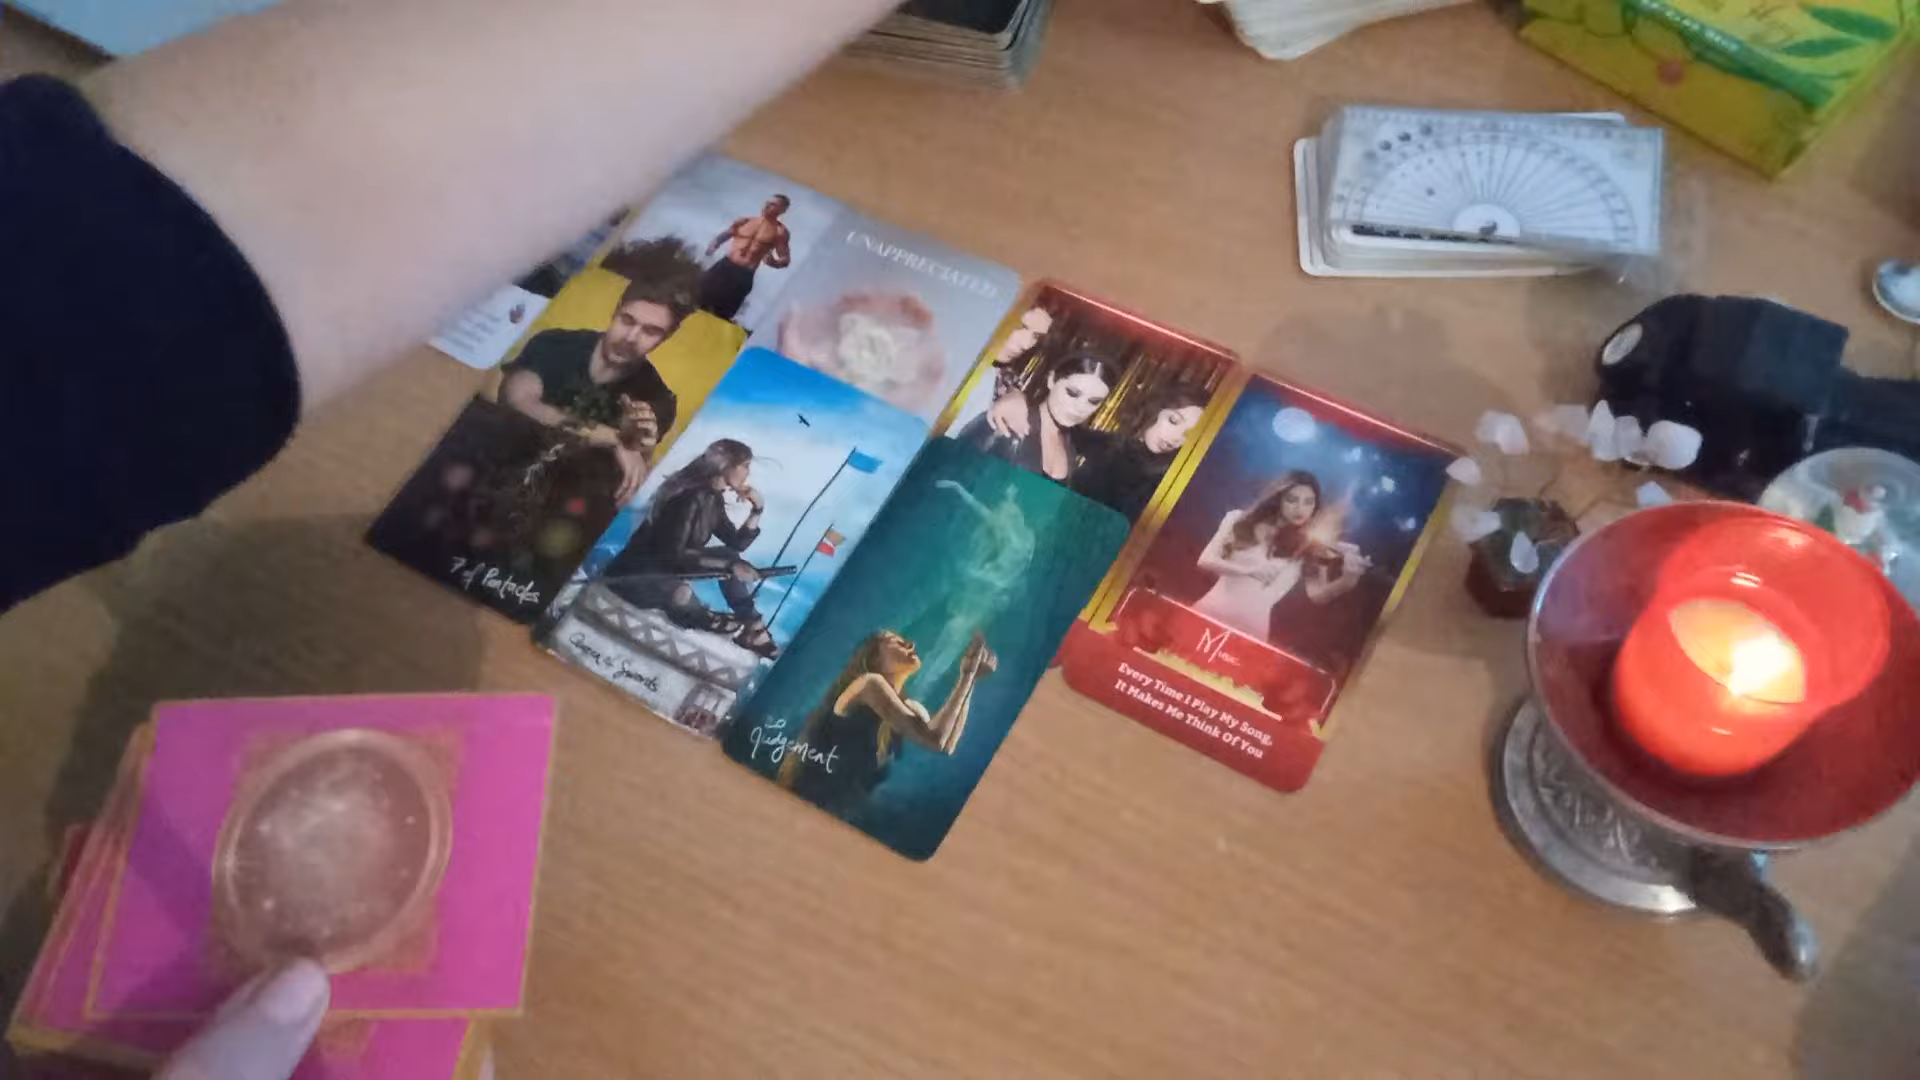 UNAPPRECIATED
7 of Pentacles
Queen of Swords
Judgement
Music
Every Time I Play My Song,
It Makes Me Think Of You